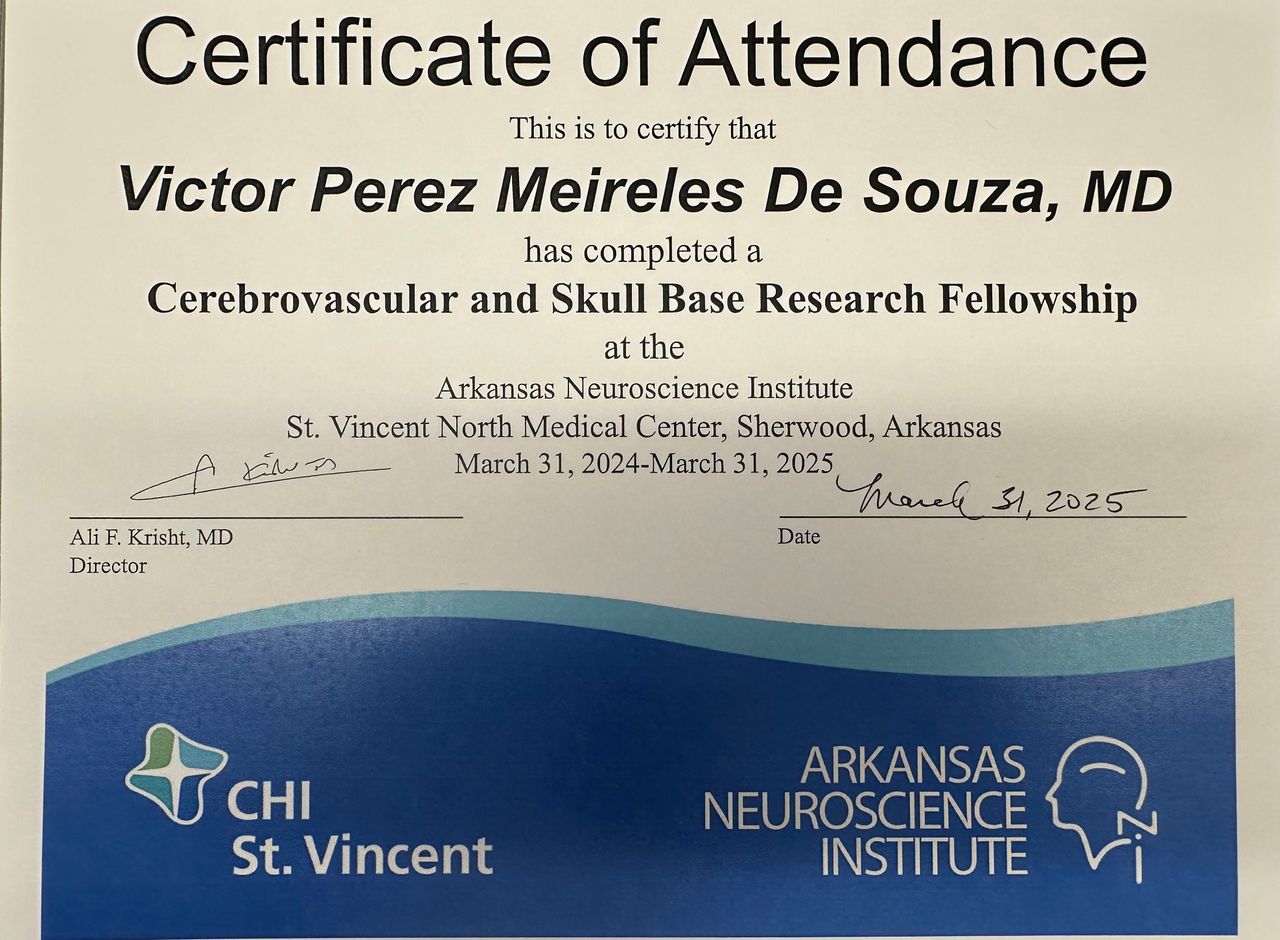 Certificate of Attendance
This is to certify that
Victor Perez Meireles De Souza, MD
has completed a
Cerebrovascular and Skull Base Research Fellowship
at the
Arkansas Neuroscience Institute
St. Vincent North Medical Center, Sherwood, Arkansas
March 31, 2024-March 31, 2025
March 31, 2025
Ali F. Krisht, MD
Director
Date
CHI
St. Vincent
ARKANSAS
NEUROSCIENCE
INSTITUTE